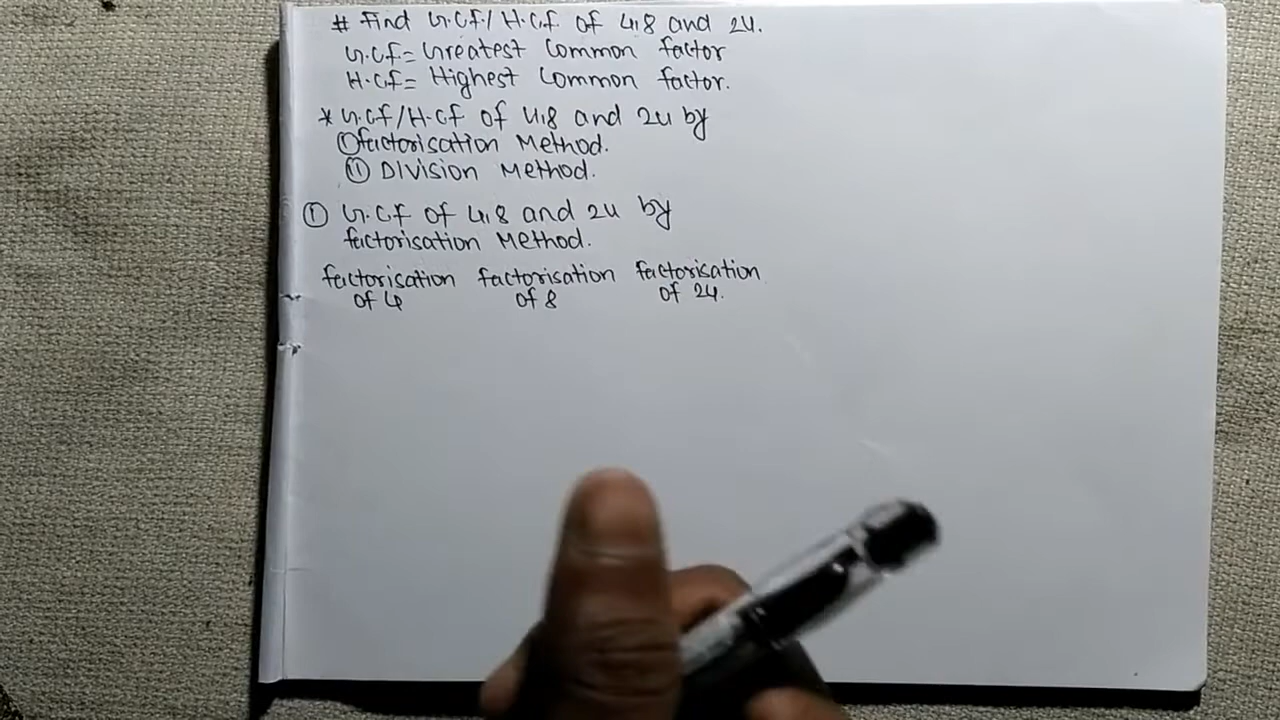 # Find G.C.f/ H.C.f of 4,8 and 24.
G.C.f= Greatest Common factor
H.C.f= Highest Common factor.
* G.C.f/H.C.f of 4,8 and 24 by
(i) factorisation Method.
(ii) Division Method.
(i) G.C.f of 4,8 and 24 by
factorisation Method.
factorisation factorisation factorisation
of 4 of 8 of 24.